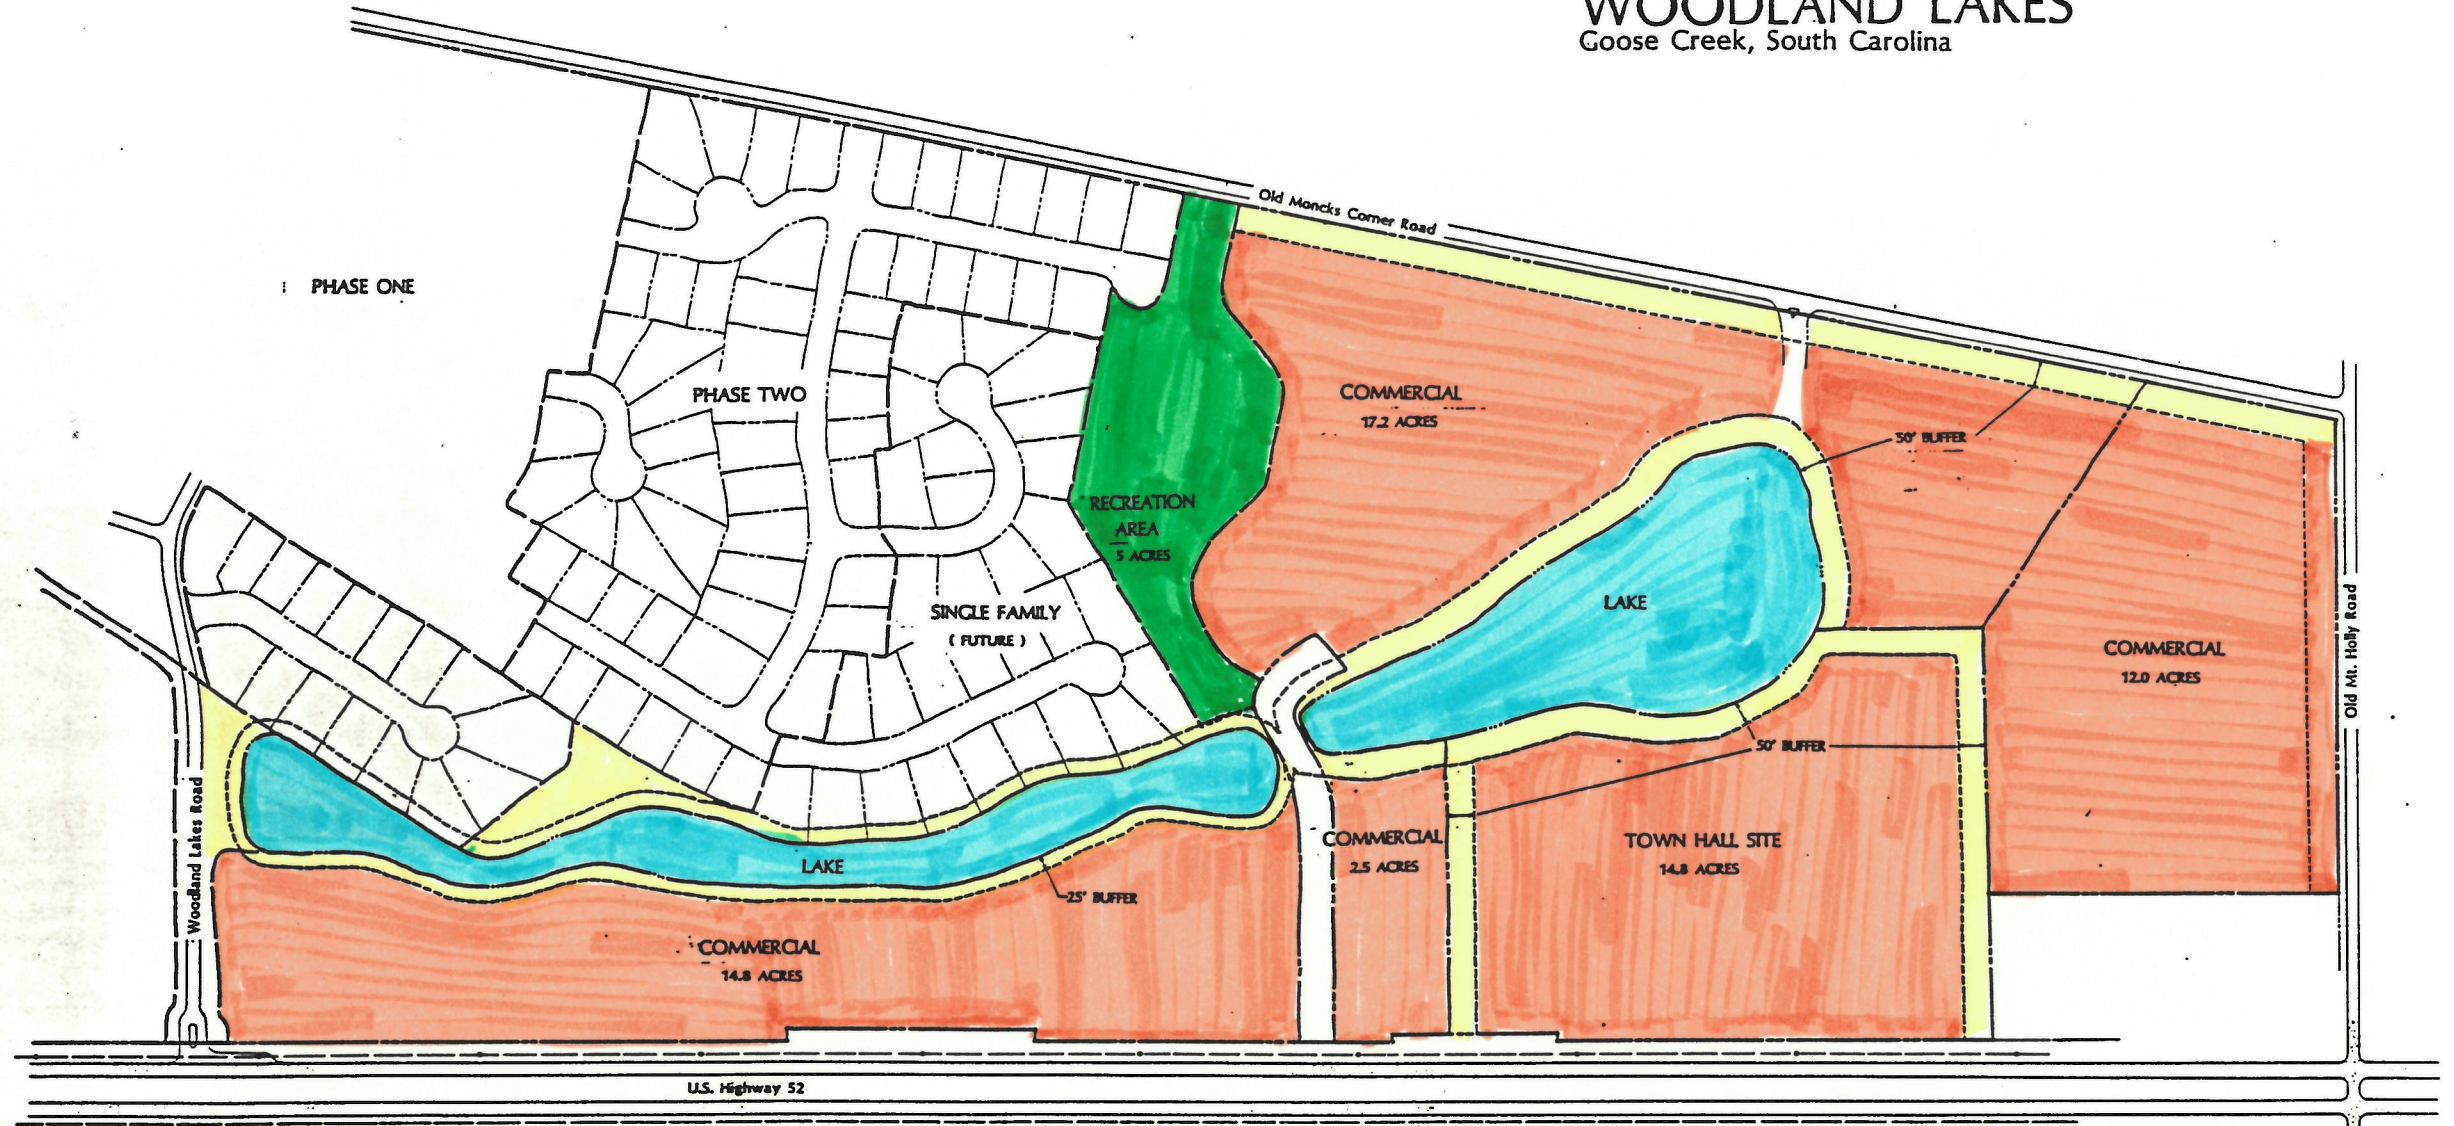 WOODLAND LAKES
Goose Creek, South Carolina
Old Moncks Corner Road
PHASE ONE
PHASE TWO
COMMERCIAL
17.2 ACRES
50' BUFFER
RECREATION
AREA
5 ACRES
SINGLE FAMILY
( FUTURE )
LAKE
COMMERCIAL
12.0 ACRES
Old Mt. Holly Road
50' BUFFER
Woodland Lakes Road
LAKE
25' BUFFER
COMMERCIAL
2.5 ACRES
TOWN HALL SITE
14.8 ACRES
COMMERCIAL
14.8 ACRES
U.S. Highway 52